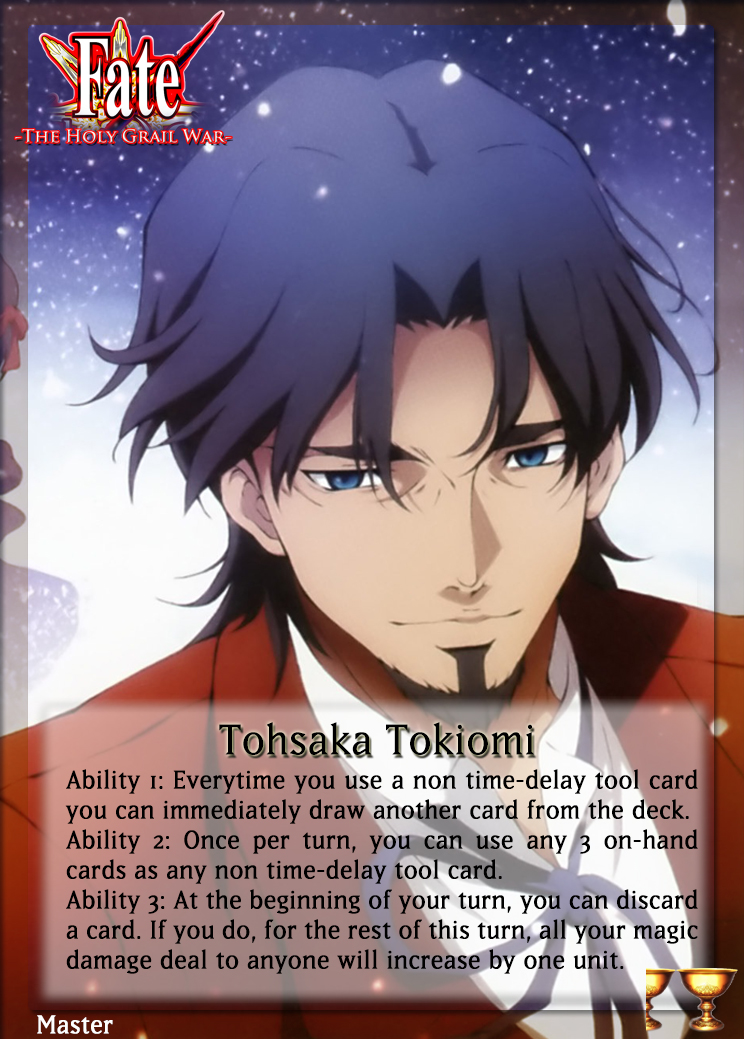 Fate
-The Holy Grail War-
Tohsaka Tokiomi
Ability 1: Everytime you use a non time-delay tool card
you can immediately draw another card from the deck.
Ability 2: Once per turn, you can use any 3 on-hand
cards as any non time-delay tool card.
Ability 3: At the beginning of your turn, you can discard
a card. If you do, for the rest of this turn, all your magic
damage deal to anyone will increase by one unit.
Master